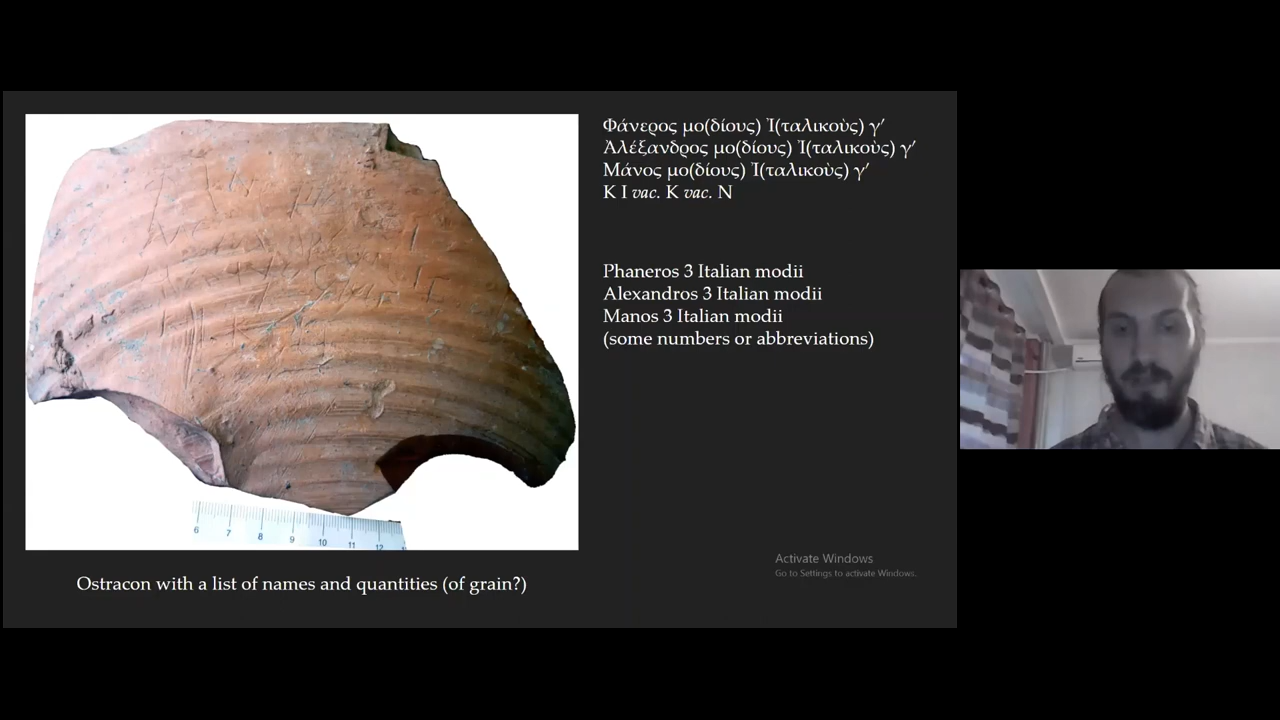 Φάνερος μο(δίους) Ἰ(ταλικοὺς) γ′
Ἀλέξανδρος μο(δίους) Ἰ(ταλικοὺς) γ′
Μάνος μο(δίους) Ἰ(ταλικοὺς) γ′
Κ Ι vac. Κ vac. Ν
Phaneros 3 Italian modii
Alexandros 3 Italian modii
Manos 3 Italian modii
(some numbers or abbreviations)
6 7 8 9 10 11 12
Ostracon with a list of names and quantities (of grain?)
Activate Windows
Go to Settings to activate Windows.